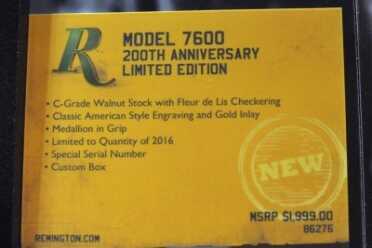 R
MODEL 7600
200TH ANNIVERSARY
LIMITED EDITION
• C-Grade Walnut Stock with Fleur de Lis Checkering
• Classic American Style Engraving and Gold Inlay
• Medallion in Grip
• Limited to Quantity of 2016
• Special Serial Number
• Custom Box
NEW
MSRP $1,999.00
86276
REMINGTON.COM